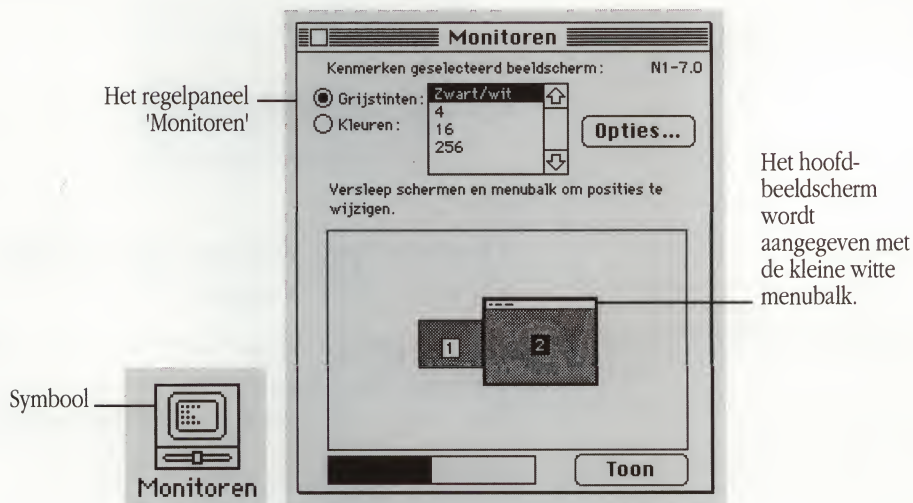 Monitoren
Kenmerken geselecteerd beeldscherm: N1-7.0
Het regelpaneel
'Monitoren'
Grijstinten:
Kleuren:
Zwart/wit
4
16
256
Opties...
Versleep schermen en menubalk om posities te
wijzigen.
1
2
Het hoofd-
beeldscherm
wordt
aangegeven met
de kleine witte
menubalk.
Toon
Symbool
Monitoren